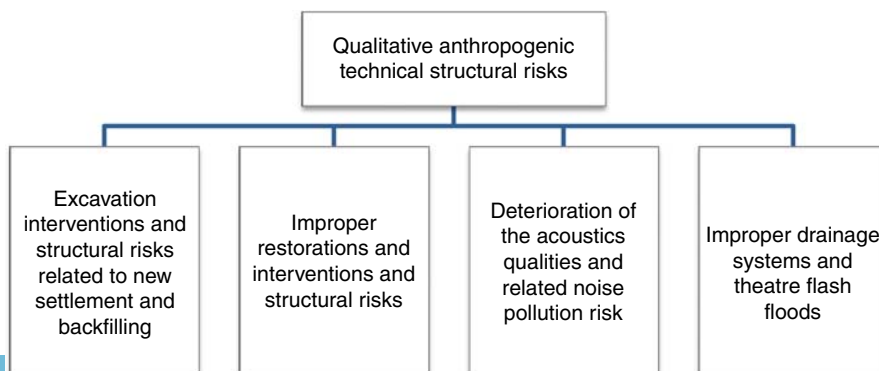 Qualitative anthropogenic
technical structural risks
Excavation
interventions and
structural risks
related to new
settlement and
backfilling
Improper
restorations and
interventions and
structural risks
Deterioration of
the acoustics
qualities and
related noise
pollution risk
Improper drainage
systems and
theatre flash
floods